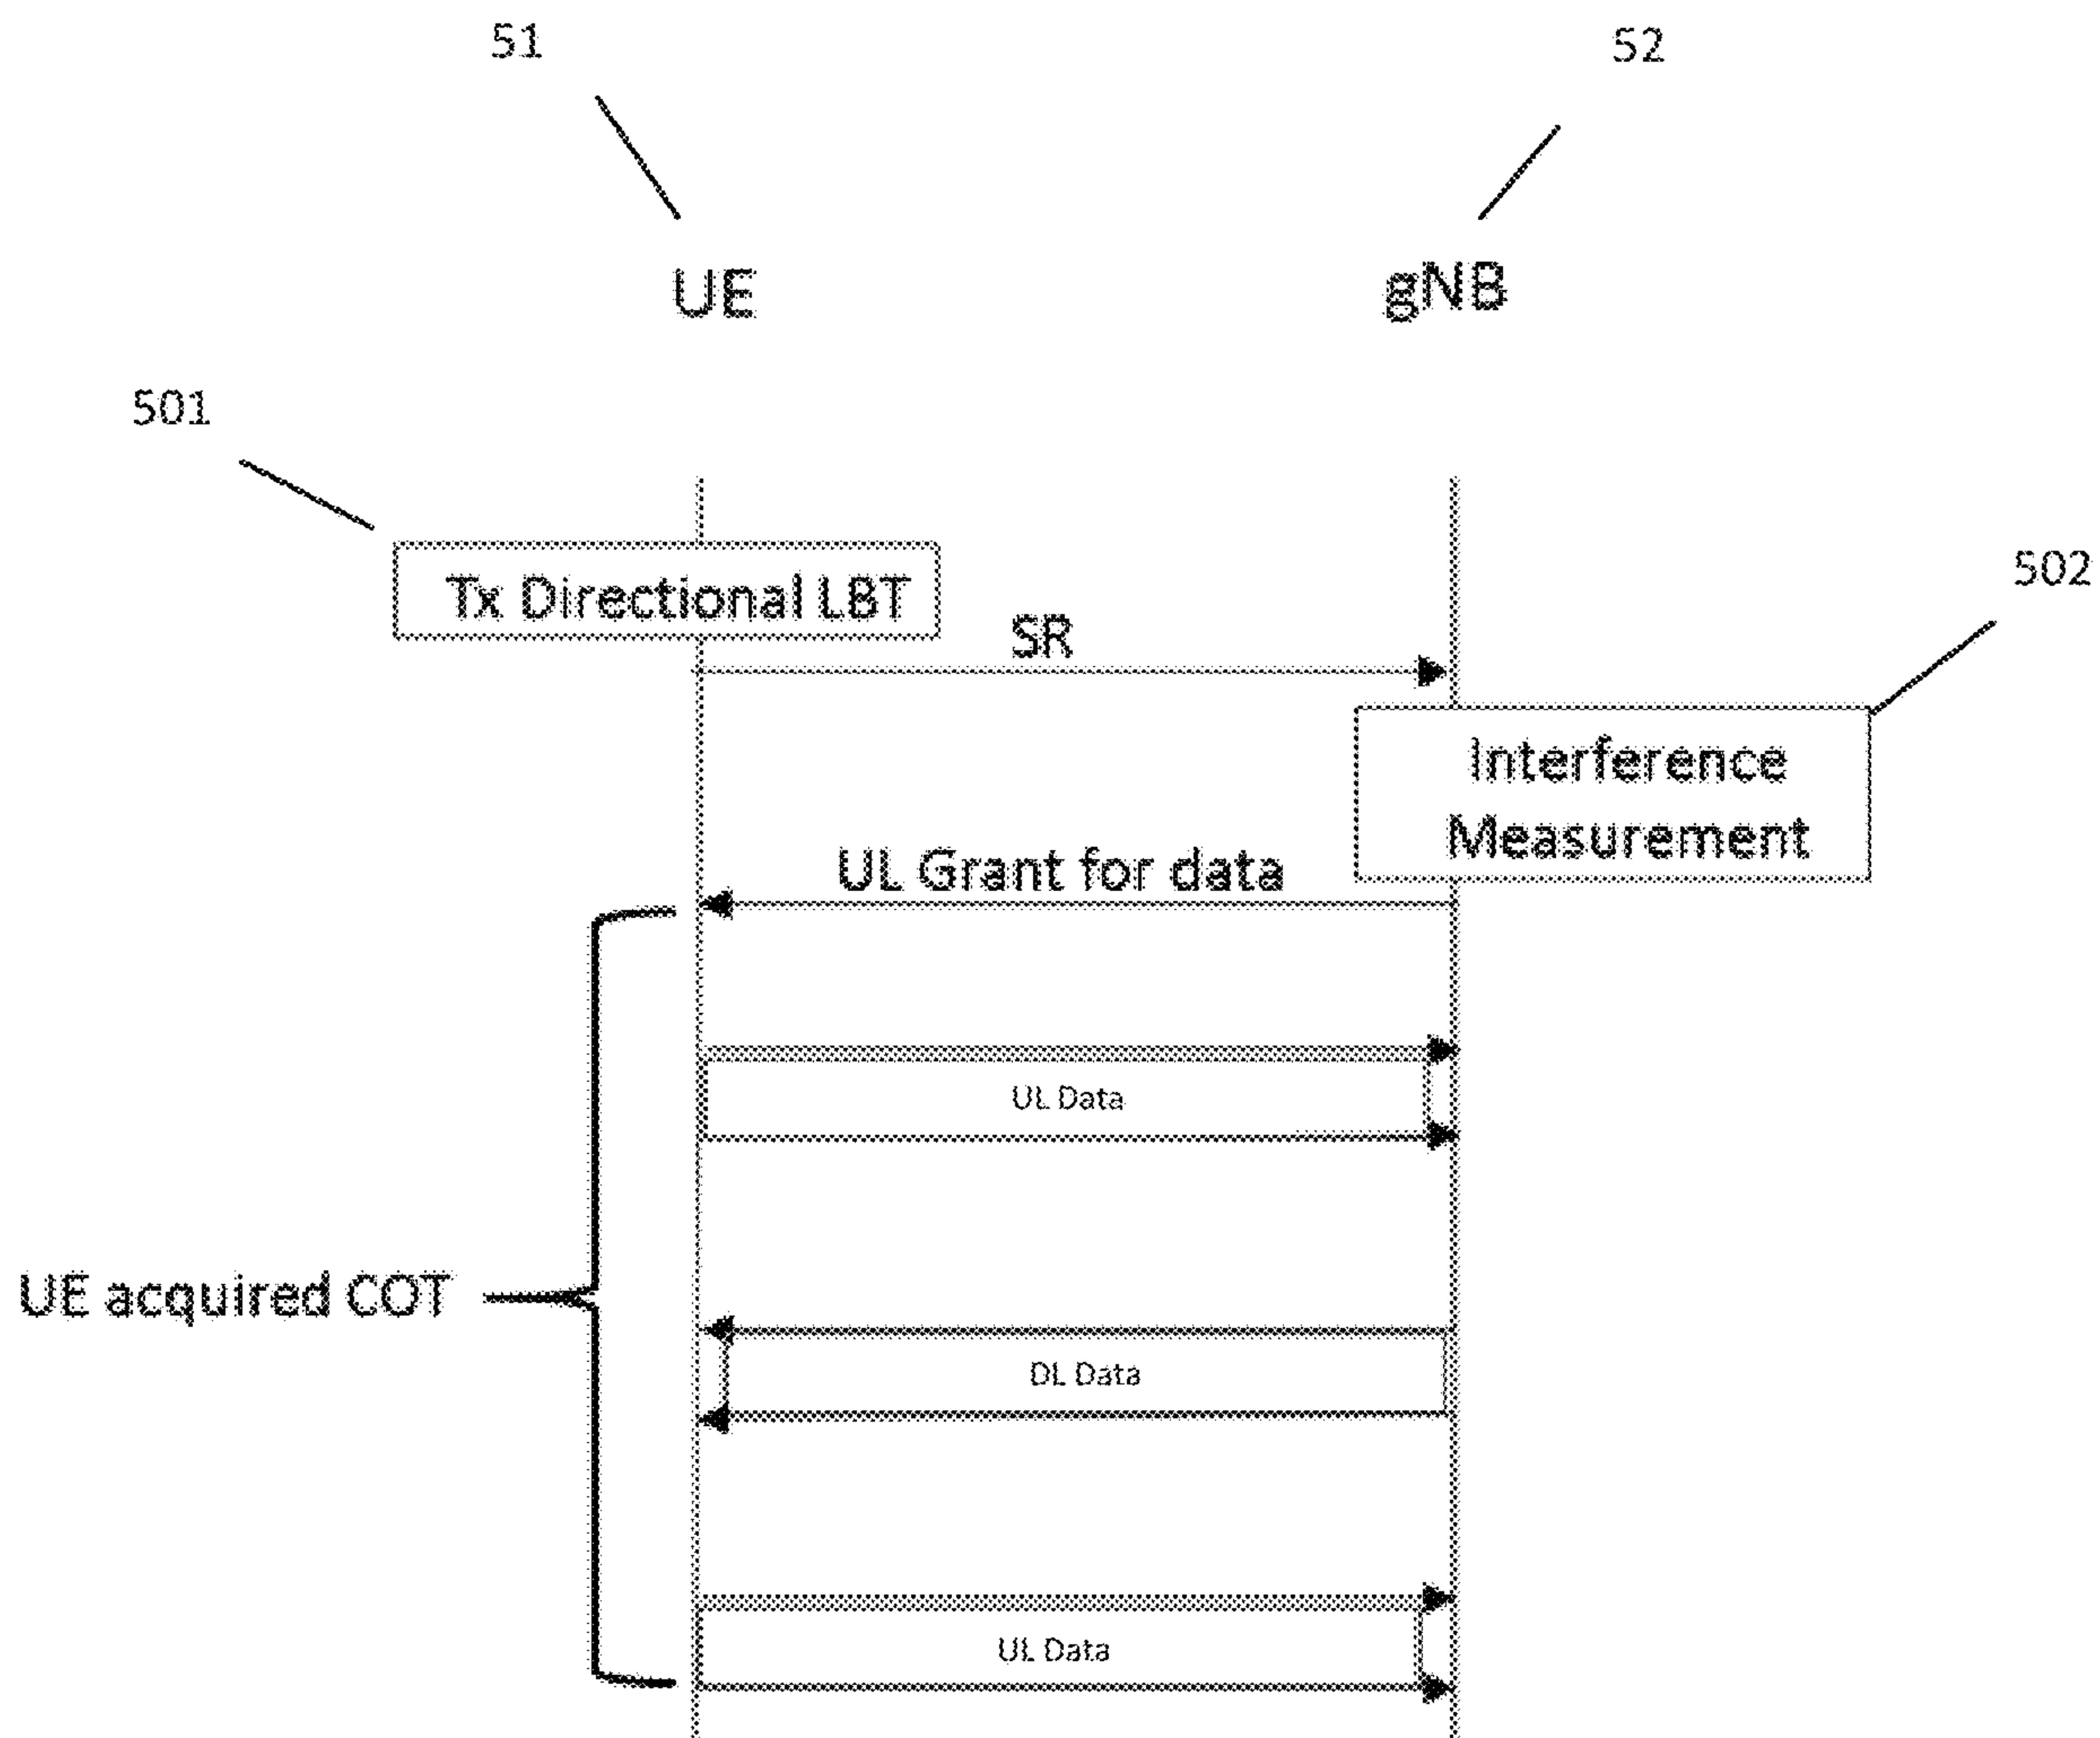 51
52
UE
gNB
501
Tx Directional LBT
502
SR
Interference
Measurement
UL Grant for data
UL Data
UE acquired COT
DL Data
UL Data